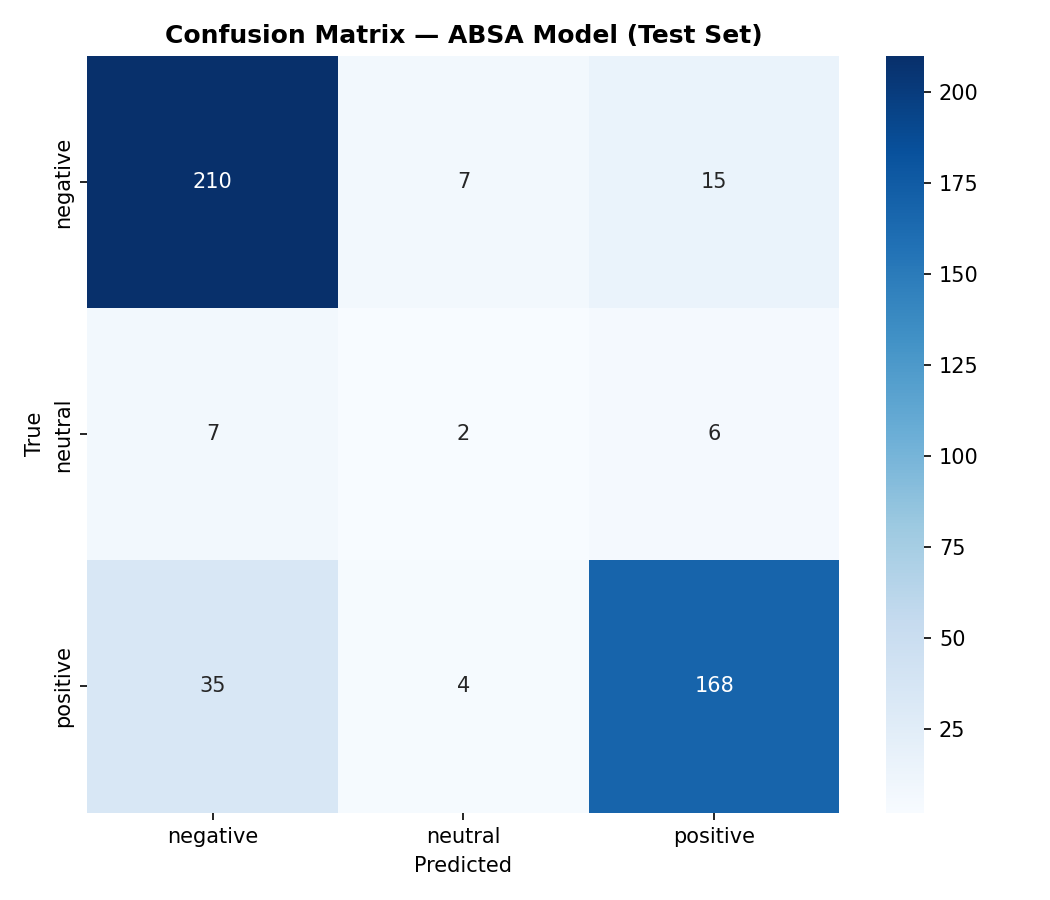 Confusion Matrix — ABSA Model (Test Set)
True
negative
210
7
15
neutral
7
2
6
positive
35
4
168
negative
neutral
positive
Predicted
200
175
150
125
100
75
50
25